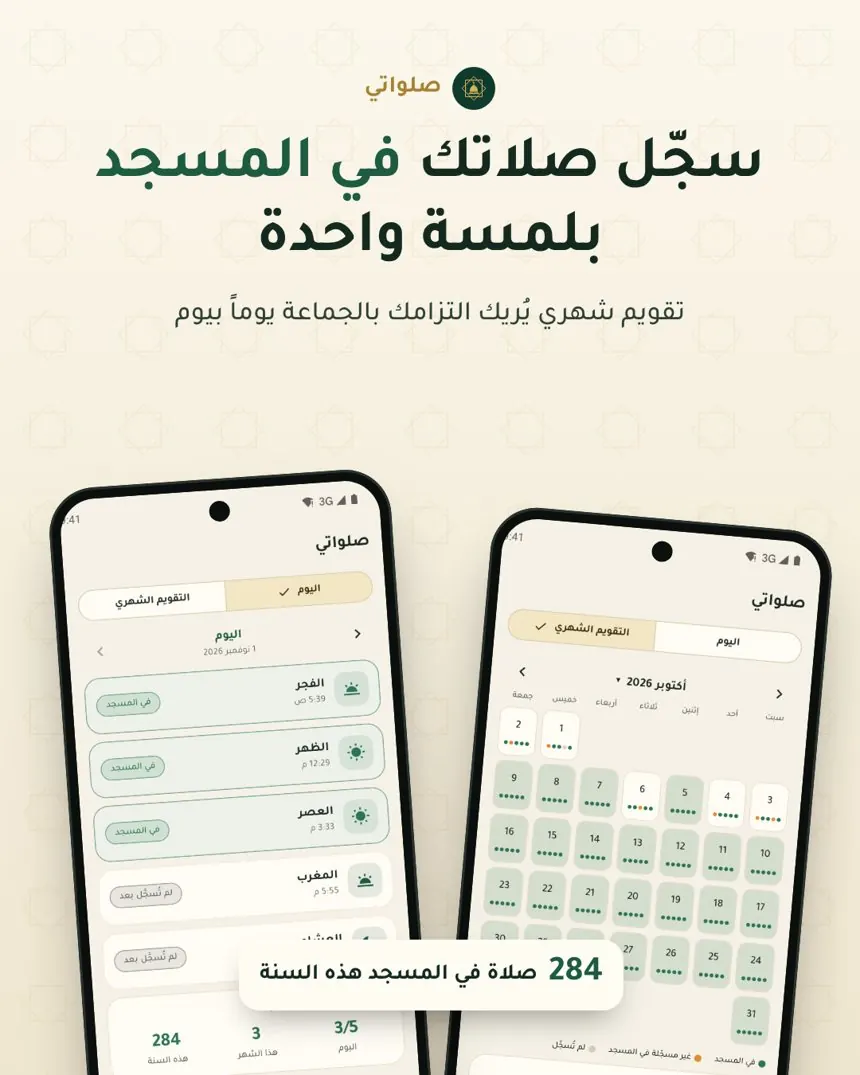 صلواتي
سجّل صلاتك في المسجد
بلمسة واحدة
تقويم شهري يُريك التزامك بالجماعة يوماً بيوم
:41
3G
صلواتي
اليوم
التقويم الشهري
اليوم
1 نوفمبر 2026
الفجر
5:39 ص
في المسجد
الظهر
12:29 م
في المسجد
العصر
3:33 م
في المسجد
المغرب
5:55 م
لم تُسجَّل بعد
لم تُسجَّل بعد
3/5
اليوم
3
هذا الشهر
284
هذه السنة
:41
3G
صلواتي
اليوم
التقويم الشهري
أكتوبر 2026
سبت أحد إثنين ثلاثاء أربعاء خميس جمعة
1 2
3 4 5 6 7 8 9
10 11 12 13 14 15 16
17 18 19 20 21 22 23
24 25 26 27 30
31
في المسجد
غير مسجّلة في المسجد
لم تُسجَّل
284 صلاة في المسجد هذه السنة